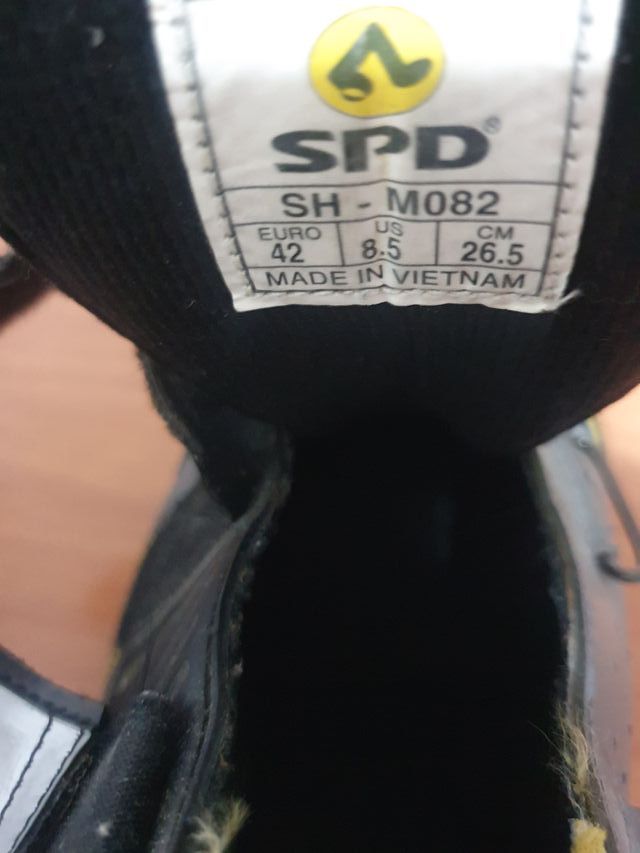 SPD®
SH - M082
EURO US CM
42 8.5 26.5
MADE IN VIETNAM